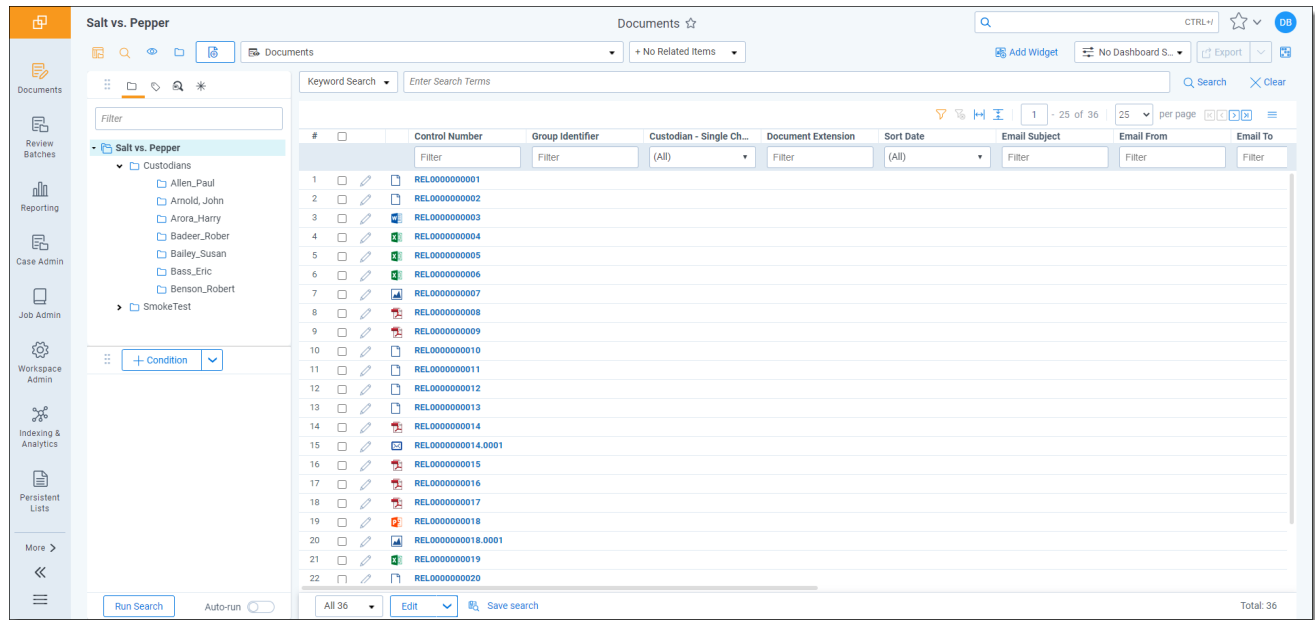 Salt vs. Pepper
Documents
CTRL+/
DB
Documents
+ No Related Items
Add Widget
No Dashboard S...
Export
Documents
Review
Batches
Reporting
Case Admin
Job Admin
Workspace
Admin
Indexing &
Analytics
Persistent
Lists
More
Filter
Salt vs. Pepper
Custodians
Allen_Paul
Arnold, John
Arora_Harry
Badeer_Rober
Bailey_Susan
Bass_Eric
Benson_Robert
SmokeTest
+ Condition
Run Search
Auto-run
Keyword Search
Enter Search Terms
Search
Clear
1 - 25 of 36 25 per page
# Control Number Group Identifier Custodian - Single Ch... Document Extension Sort Date Email Subject Email From Email To
Filter Filter (All) Filter (All) Filter Filter Filter
1 REL0000000001
2 REL0000000002
3 REL0000000003
4 REL0000000004
5 REL0000000005
6 REL0000000006
7 REL0000000007
8 REL0000000008
9 REL0000000009
10 REL0000000010
11 REL0000000011
12 REL0000000012
13 REL0000000013
14 REL0000000014
15 REL0000000014.0001
16 REL0000000015
17 REL0000000016
18 REL0000000017
19 REL0000000018
20 REL0000000018.0001
21 REL0000000019
22 REL0000000020
All 36
Edit
Save search
Total: 36